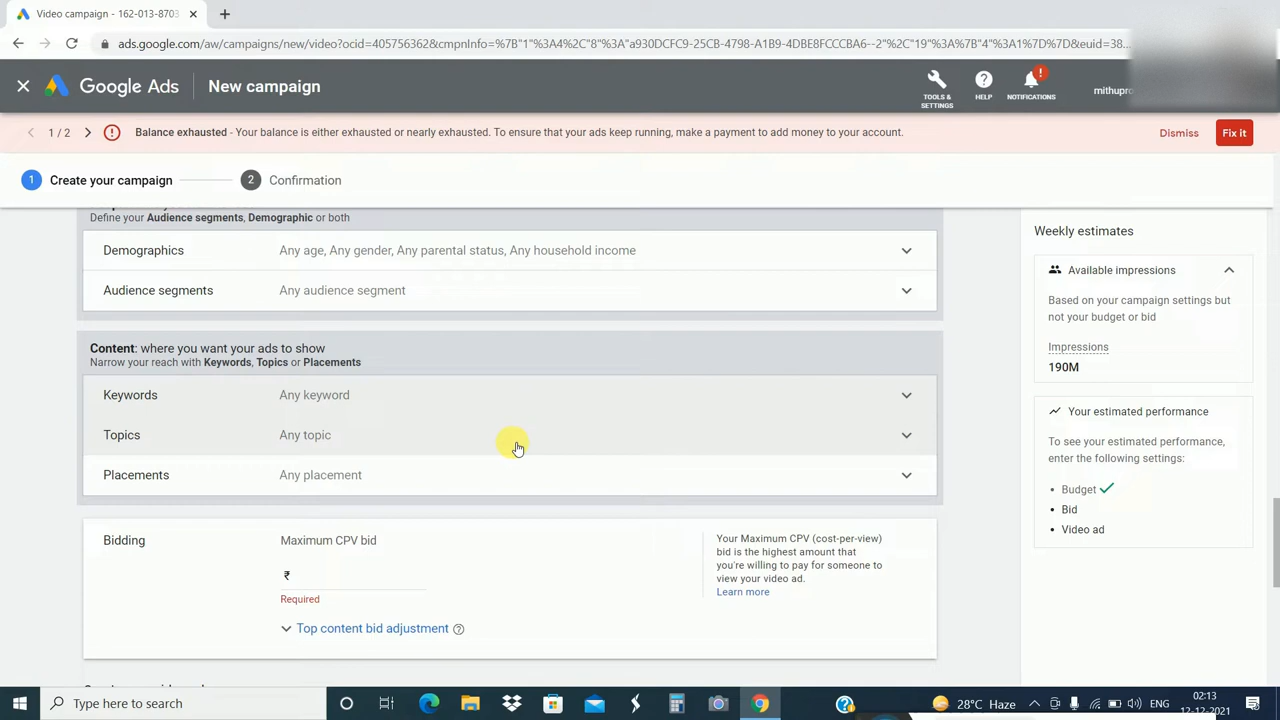 Video campaign - 162-013-8703
ads.google.com/aw/campaigns/new/video?ocid=405756362&cmpnInfo=%7B"1"%3A4%2C"8"%3A"a930DCFC9-25CB-4798-A1B9-4DBE8FCCCBA6--2"%2C"19"%3A%7B"4"%3A1%7D%7D&euid=38...
Google Ads
New campaign
TOOLS &
SETTINGS
HELP
NOTIFICATIONS
mithupro
1 / 2
Balance exhausted - Your balance is either exhausted or nearly exhausted. To ensure that your ads keep running, make a payment to add money to your account.
Dismiss
Fix it
1 Create your campaign
2 Confirmation
Define your Audience segments, Demographic or both
Demographics Any age, Any gender, Any parental status, Any household income
Audience segments Any audience segment
Content: where you want your ads to show
Narrow your reach with Keywords, Topics or Placements
Keywords Any keyword
Topics Any topic
Placements Any placement
Bidding Maximum CPV bid
₹
Required
Top content bid adjustment
Your Maximum CPV (cost-per-view)
bid is the highest amount that
you're willing to pay for someone to
view your video ad.
Learn more
Weekly estimates
Available impressions
Based on your campaign settings but
not your budget or bid
Impressions
190M
Your estimated performance
To see your estimated performance,
enter the following settings:
• Budget
• Bid
• Video ad
Type here to search
28°C Haze
ENG
02:13
12-12-2021